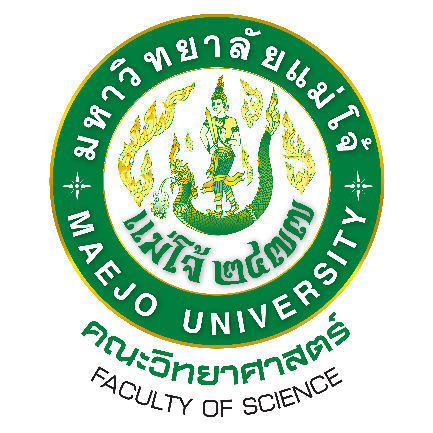 มหาวิทยาลัยแม่โจ้
แม่โจ้ ๒๔๗๗
MAEJO UNIVERSITY
คณะวิทยาศาสตร์
FACULTY OF SCIENCE